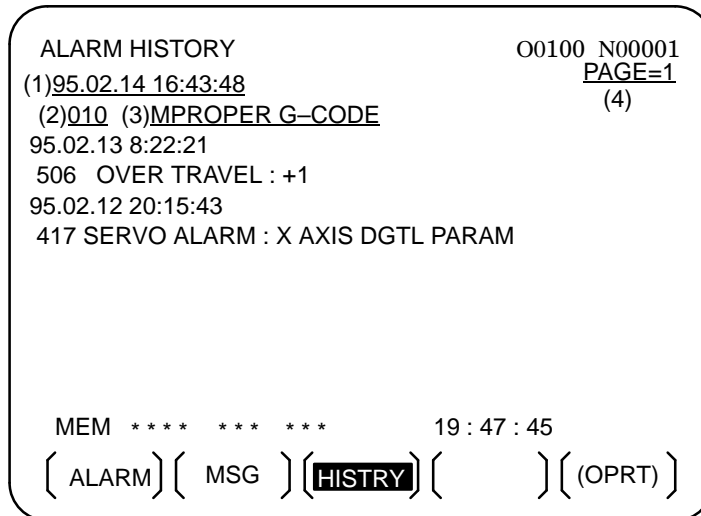 ALARM HISTORY O0100 N00001
(1)95.02.14 16:43:48 PAGE=1
(2)010 (3)MPROPER G–CODE (4)
95.02.13 8:22:21
506 OVER TRAVEL : +1
95.02.12 20:15:43
417 SERVO ALARM : X AXIS DGTL PARAM
MEM **** *** *** 19 : 47 : 45
[ ALARM ] [ MSG ] [ HISTRY ] [ ] [ (OPRT) ]